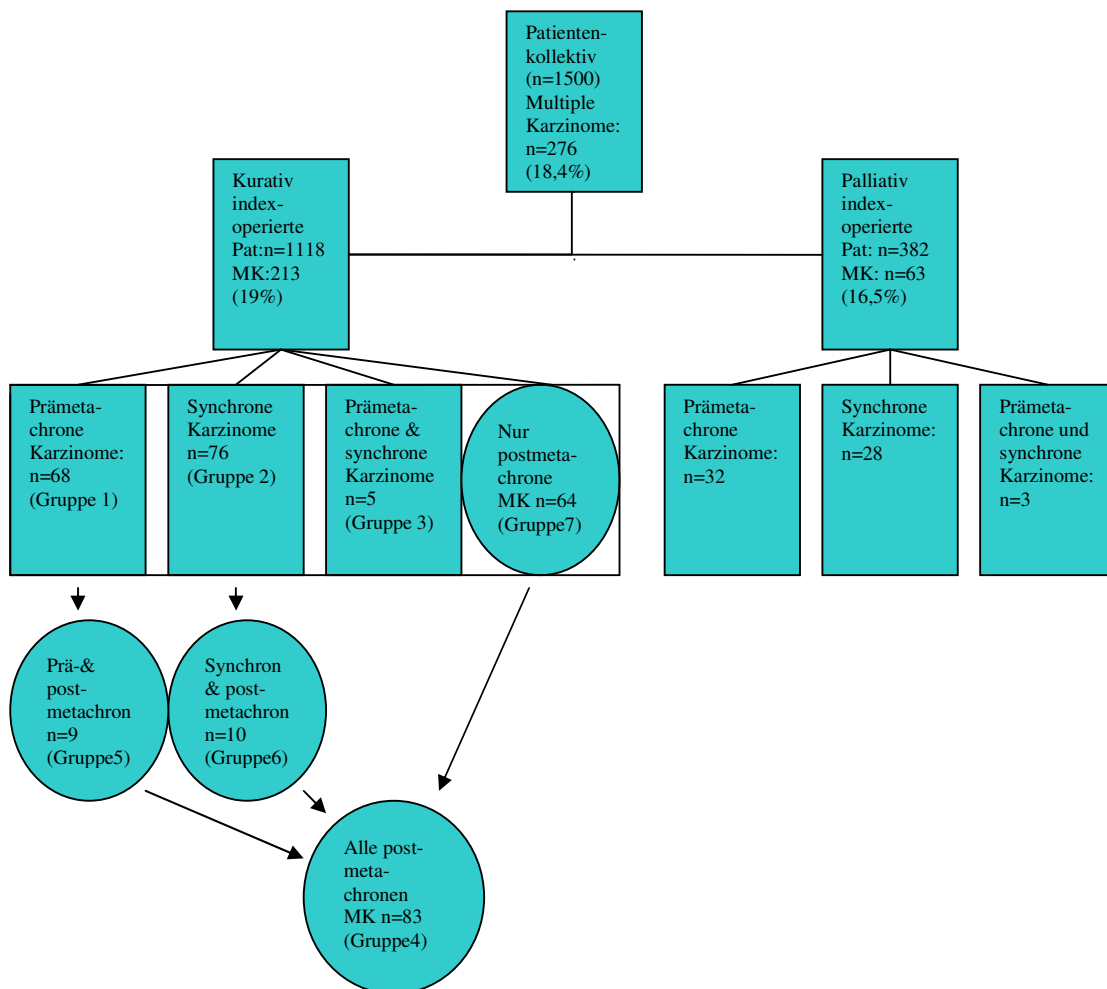 Patienten-
kollektiv
(n=1500)
Multiple
Karzinome:
n=276
(18,4%)
Kurativ
index-
operierte
Pat:n=1118
MK:213
(19%)
Palliativ
index-
operierte
Pat: n=382
MK: n=63
(16,5%)
Prämeta-
chrone
Karzinome:
n=68
(Gruppe 1)
Synchrone
Karzinome
n=76
(Gruppe 2)
Prämeta-
chrone &
synchrone
Karzinome
n=5
(Gruppe 3)
Nur
postmeta-
chrone
MK n=64
(Gruppe7)
Prämeta-
chrone
Karzinome:
n=32
Synchrone
Karzinome:
n=28
Prämeta-
chrone und
synchrone
Karzinome:
n=3
Prä-&
post-
metachron
n=9
(Gruppe5)
Synchron
& post-
metachron
n=10
(Gruppe6)
Alle post-
meta-
chronen
MK n=83
(Gruppe4)